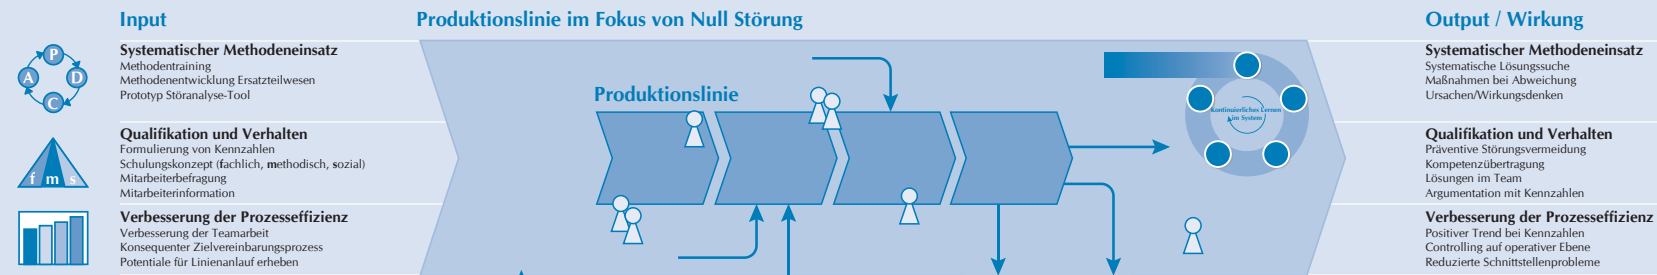 Input
Produktionslinie im Fokus von Null Störung
Output / Wirkung
P
A
D
C
Systematischer Methodeneinsatz
Methodentraining
Methodenentwicklung Ersatzteilwesen
Prototyp Störanalyse-Tool
f m s
Qualifikation und Verhalten
Formulierung von Kennzahlen
Schulungskonzept (fachlich, methodisch, sozial)
Mitarbeiterbefragung
Mitarbeiterinformation
Verbesserung der Prozesseffizienz
Verbesserung der Teamarbeit
Konsequenter Zielvereinbarungsprozess
Potentiale für Linienanlauf erheben
Produktionslinie
Kontinuierliches Lernen
im System
Systematischer Methodeneinsatz
Systematische Lösungssuche
Maßnahmen bei Abweichung
Ursachen/Wirkungsdenken
Qualifikation und Verhalten
Präventive Störungsvermeidung
Kompetenzübertragung
Lösungen im Team
Argumentation mit Kennzahlen
Verbesserung der Prozesseffizienz
Positiver Trend bei Kennzahlen
Controlling auf operativer Ebene
Reduzierte Schnittstellenprobleme